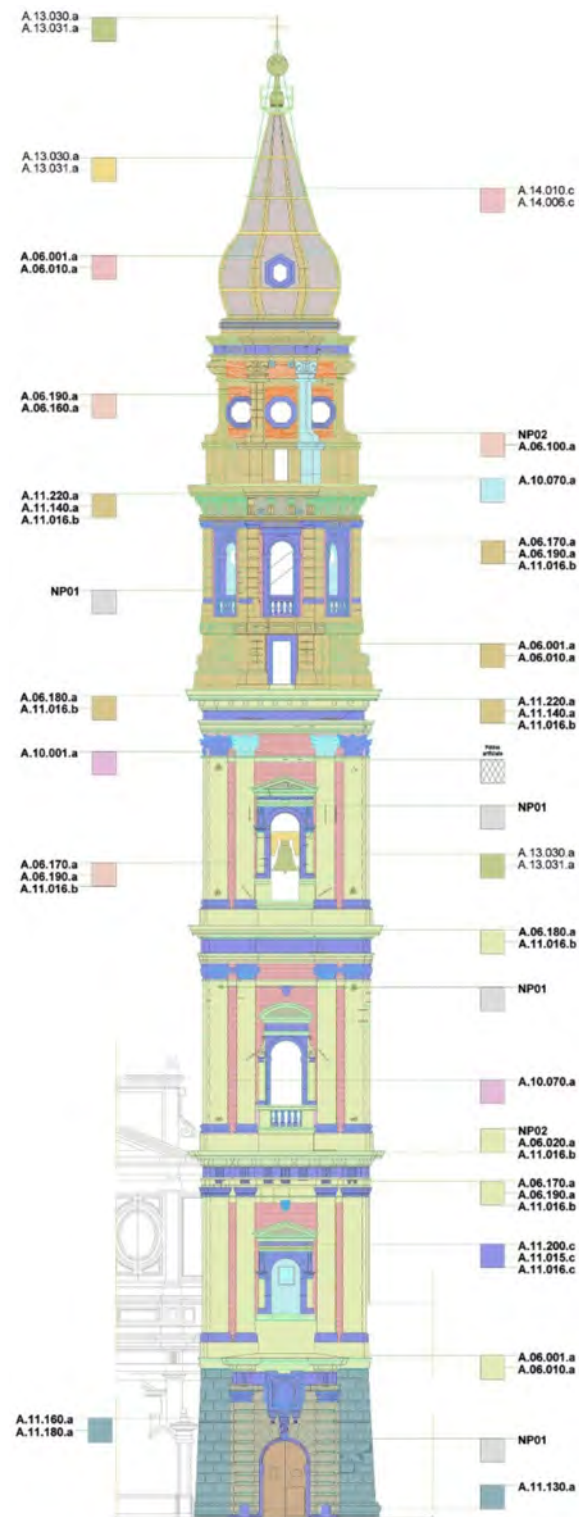 A.13.030.a
A.13.031.a
A.13.030.a
A.13.031.a
A.14.010.c
A.14.006.c
A.06.001.a
A.06.010.a
A.06.190.a
A.06.160.a
NP02
A.06.100.a
A.10.070.a
A.11.220.a
A.11.140.a
A.11.016.b
A.06.170.a
A.06.190.a
A.11.016.b
NP01
A.06.001.a
A.06.010.a
A.06.180.a
A.11.016.b
A.11.220.a
A.11.140.a
A.11.016.b
A.10.001.a
NP01
A.13.030.a
A.13.031.a
A.06.170.a
A.06.190.a
A.11.016.b
A.06.180.a
A.11.016.b
NP01
A.10.070.a
NP02
A.06.020.a
A.11.016.b
A.06.170.a
A.06.190.a
A.11.016.b
A.11.200.c
A.11.015.c
A.11.016.c
A.06.001.a
A.06.010.a
A.11.160.a
A.11.180.a
NP01
A.11.130.a